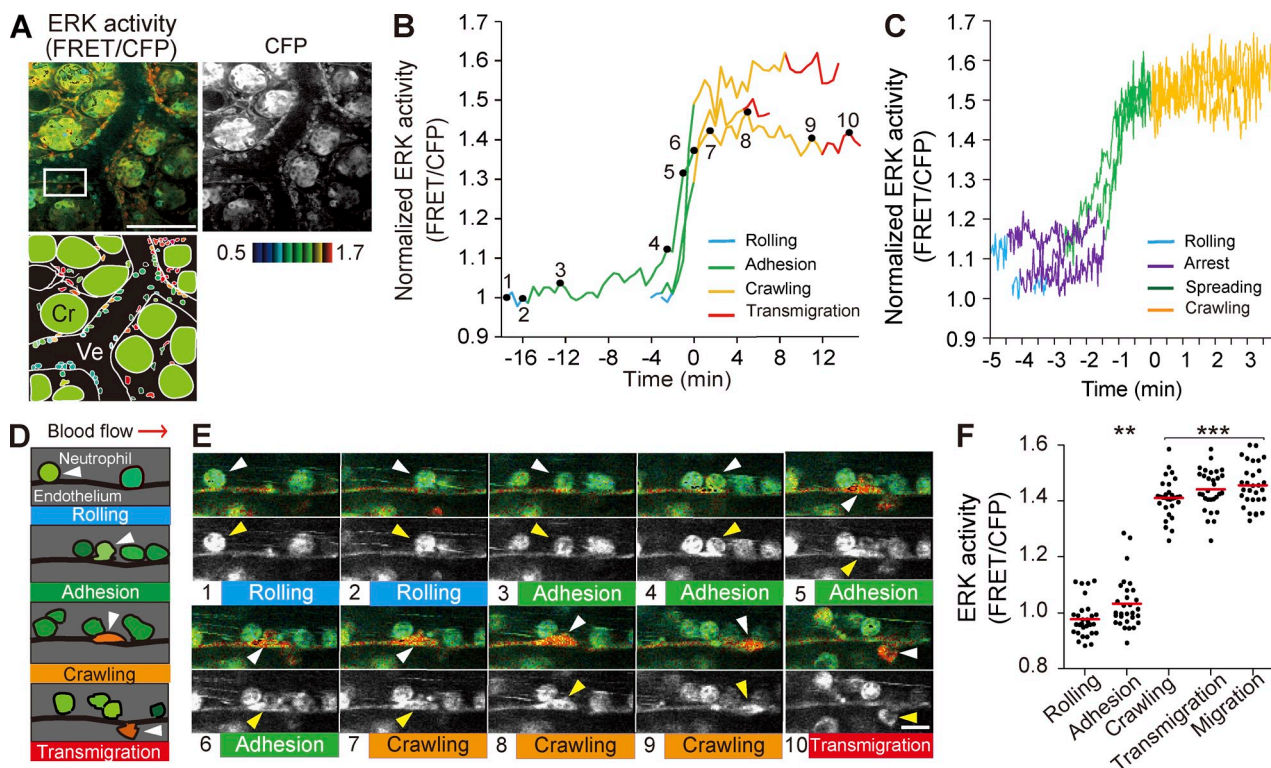 A
ERK activity
(FRET/CFP)
CFP
0.5
1.7
Cr
Ve
B
Normalized ERK activity
(FRET/CFP)
1.7
1.6
1.5
1.4
1.3
1.2
1.1
1
0.9
1
2
3
4
5
6
7
8
9
10
Rolling
Adhesion
Crawling
Transmigration
-16
-12
-8
-4
0
4
8
12
Time (min)
C
Normalized ERK activity
(FRET/CFP)
1.7
1.6
1.5
1.4
1.3
1.2
1.1
1.0
0.9
Rolling
Arrest
Spreading
Crawling
-5
-4
-3
-2
-1
0
1
2
3
Time (min)
D
Blood flow
Neutrophil
Endothelium
Rolling
Adhesion
Crawling
Transmigration
E
1 Rolling
2 Rolling
3 Adhesion
4 Adhesion
5 Adhesion
6 Adhesion
7 Crawling
8 Crawling
9 Crawling
10 Transmigration
F
ERK activity
(FRET/CFP)
1.6
1.4
1.2
1.0
0.8
**
***
Rolling
Adhesion
Crawling
Transmigration
Migration